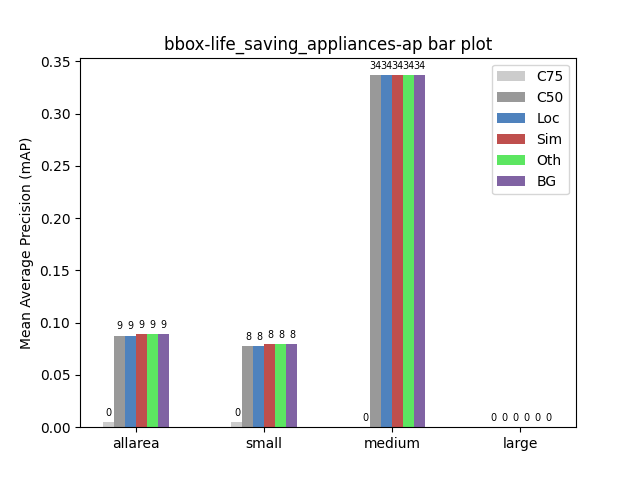 bbox-life_saving_appliances-ap bar plot
Mean Average Precision (mAP)
0.35
0.30
0.25
0.20
0.15
0.10
0.05
0.00
0 9 9 9 9 9
0 8 8 8 8 8
0 34 34 34 34 34
0 0 0 0 0 0
allarea small medium large
C75
C50
Loc
Sim
Oth
BG